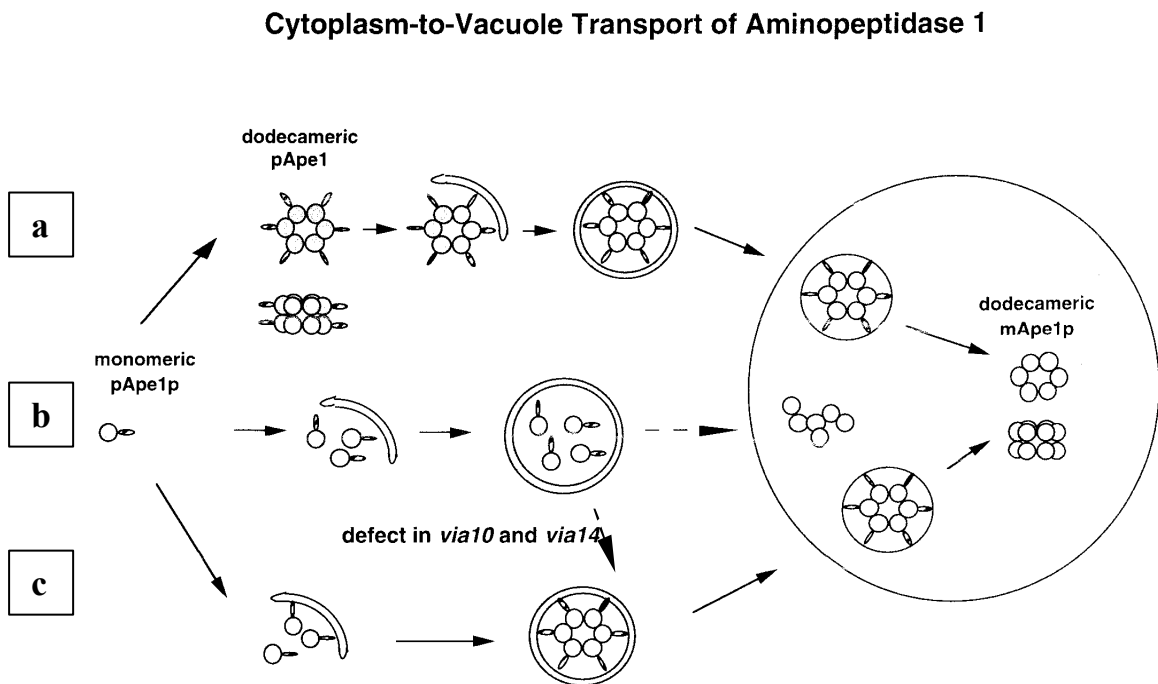 Cytoplasm-to-Vacuole Transport of Aminopeptidase 1
dodecameric
pApe1
a
dodecameric
mApe1p
monomeric
pApe1p
b
defect in via10 and via14
c